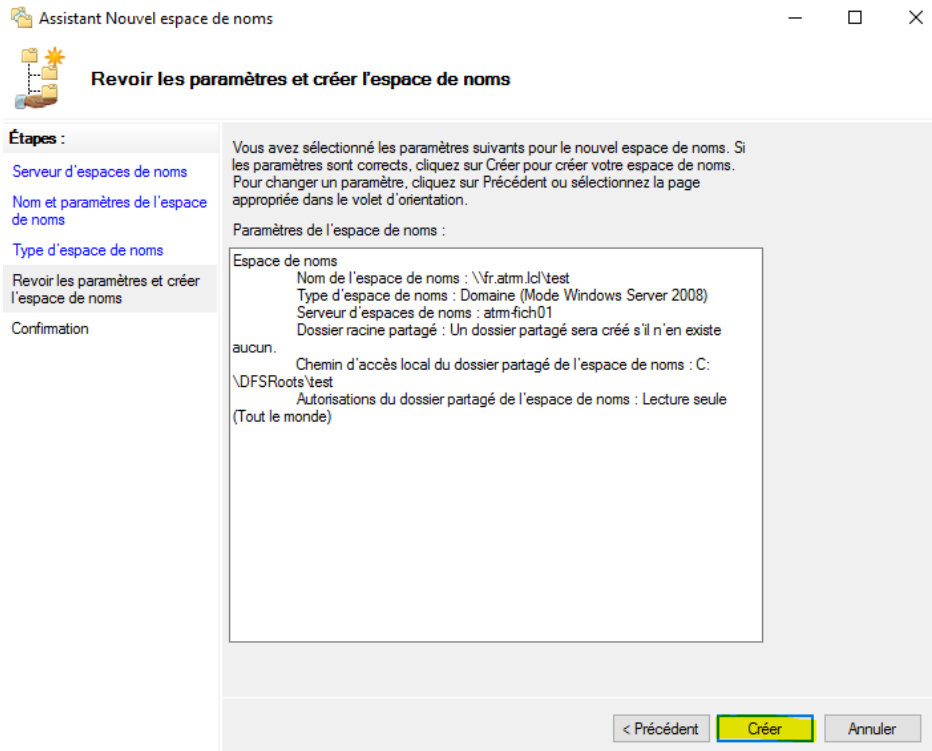 Assistant Nouvel espace de noms
Revoir les paramètres et créer l'espace de noms
Étapes :
Serveur d'espaces de noms
Nom et paramètres de l'espace
de noms
Type d'espace de noms
Revoir les paramètres et créer
l'espace de noms
Confirmation
Vous avez sélectionné les paramètres suivants pour le nouvel espace de noms. Si
les paramètres sont corrects, cliquez sur Créer pour créer votre espace de noms.
Pour changer un paramètre, cliquez sur Précédent ou sélectionnez la page
appropriée dans le volet d'orientation.
Paramètres de l'espace de noms :
Espace de noms
Nom de l'espace de noms : \\fr.atrm.lcl\test
Type d'espace de noms : Domaine (Mode Windows Server 2008)
Serveur d'espaces de noms : atrm-fich01
Dossier racine partagé : Un dossier partagé sera créé s'il n'en existe
aucun.
Chemin d'accès local du dossier partagé de l'espace de noms : C:
\DFSRoots\test
Autorisations du dossier partagé de l'espace de noms : Lecture seule
(Tout le monde)
< Précédent
Créer
Annuler